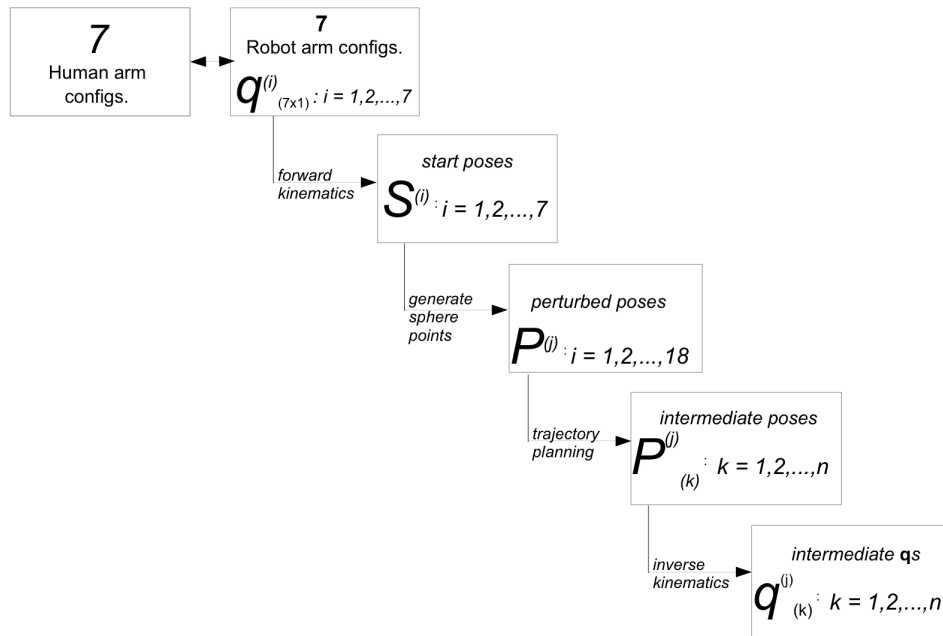 7
Human arm
configs.
7
Robot arm configs.
q(i)(7x1) : i = 1,2,...,7
forward
kinematics
start poses
S(i) : i = 1,2,...,7
generate
sphere
points
perturbed poses
P(j) : i = 1,2,...,18
trajectory
planning
intermediate poses
P(j)(k) : k = 1,2,...,n
inverse
kinematics
intermediate qs
q(j)(k) : k = 1,2,...,n